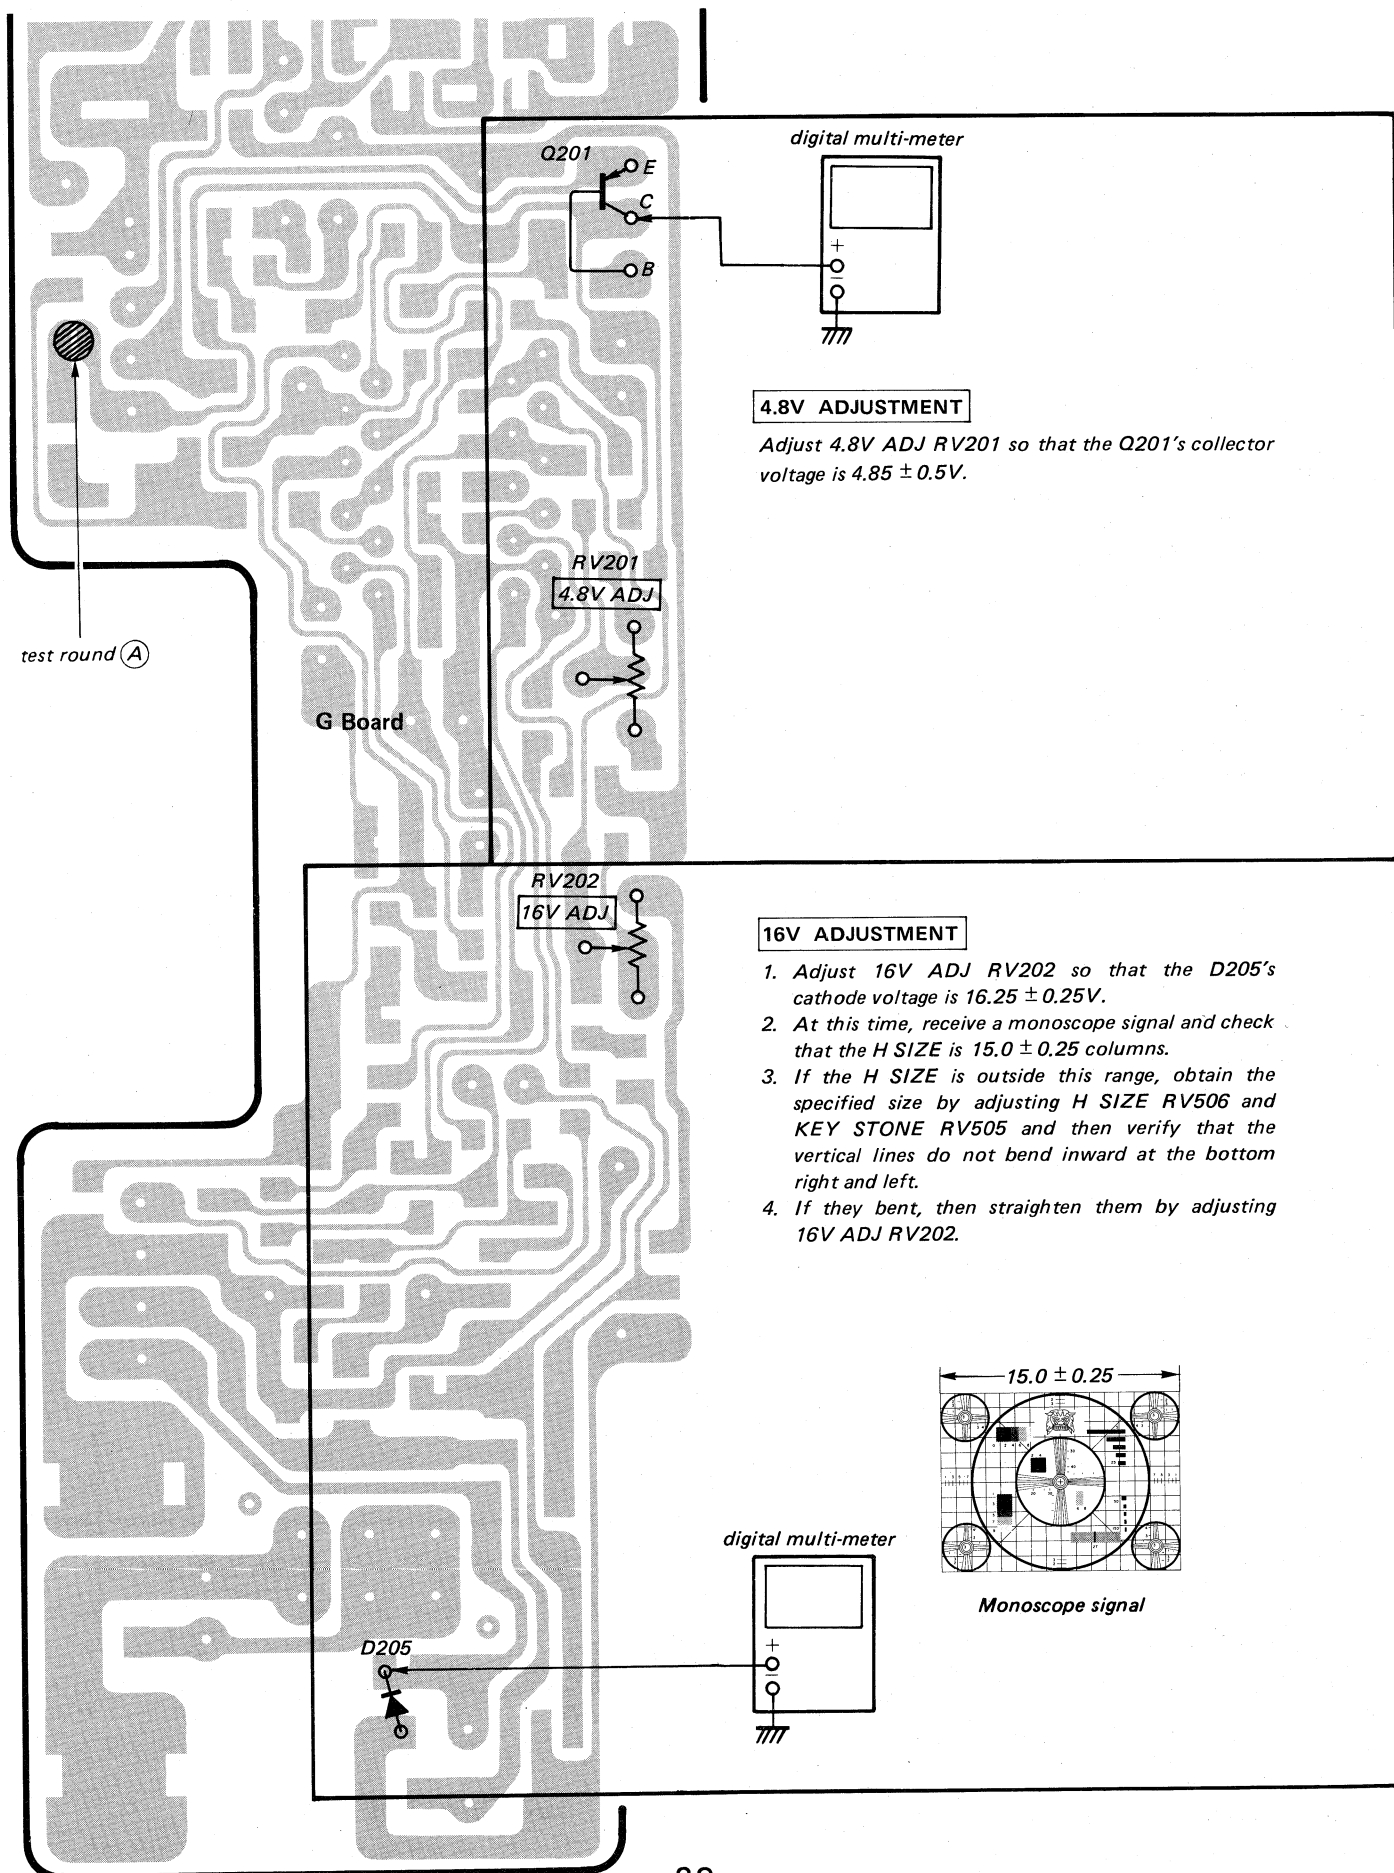 Q201
E
C
B
digital multi-meter
+
−
4.8V ADJUSTMENT
Adjust 4.8V ADJ RV201 so that the Q201's collector
voltage is 4.85 ± 0.5V.
RV201
4.8V ADJ
test round A
G Board
RV202
16V ADJ
16V ADJUSTMENT
1. Adjust 16V ADJ RV202 so that the D205's
cathode voltage is 16.25 ± 0.25V.
2. At this time, receive a monoscope signal and check
that the H SIZE is 15.0 ± 0.25 columns.
3. If the H SIZE is outside this range, obtain the
specified size by adjusting H SIZE RV506 and
KEY STONE RV505 and then verify that the
vertical lines do not bend inward at the bottom
right and left.
4. If they bent, then straighten them by adjusting
16V ADJ RV202.
15.0 ± 0.25
Monoscope signal
digital multi-meter
+
−
D205